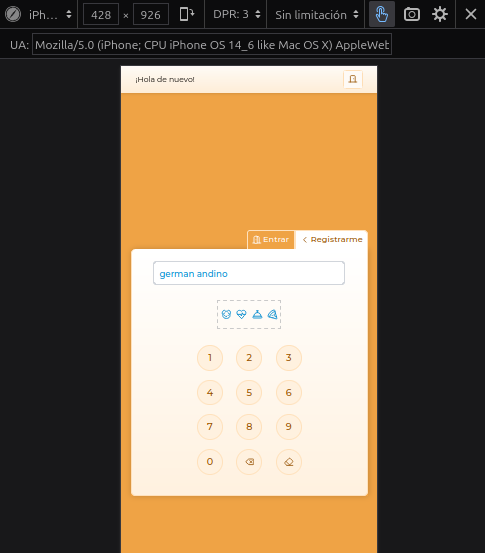 iPh...
428 × 926
DPR: 3
Sin limitación
UA: Mozilla/5.0 (iPhone; CPU iPhone OS 14_6 like Mac OS X) AppleWeb
¡Hola de nuevo!
Entrar
Registrarme
german andino
1 2 3
4 5 6
7 8 9
0